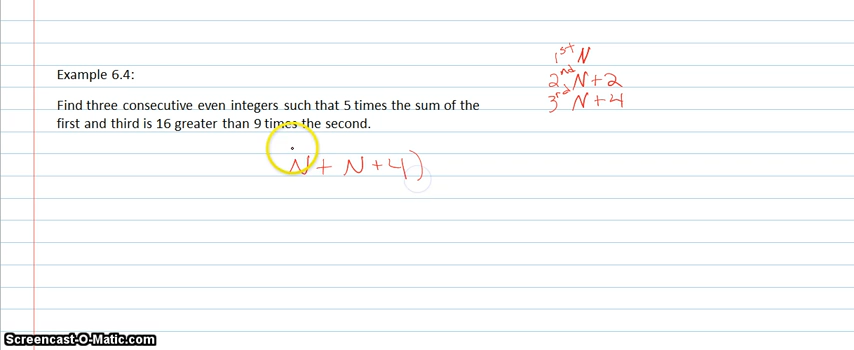 1st N
Example 6.4:
2nd N+2
3rd N+4
Find three consecutive even integers such that 5 times the sum of the
first and third is 16 greater than 9 times the second.
N + N + 4)
Screencast-O-Matic.com